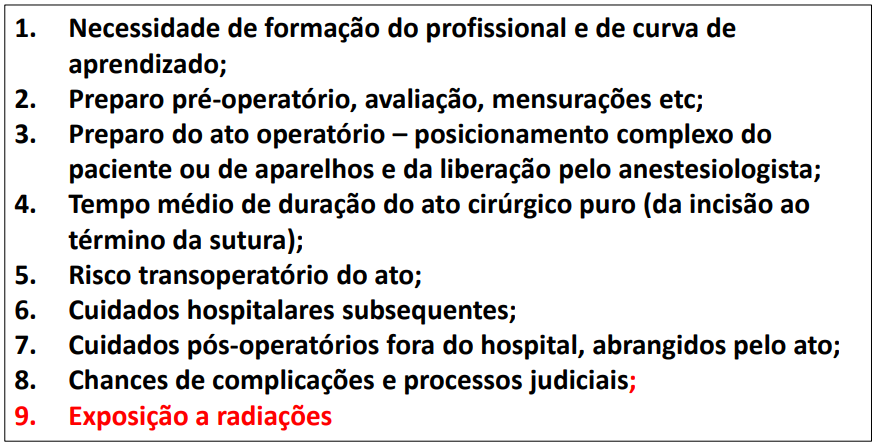 1. Necessidade de formação do profissional e de curva de
aprendizado;
2. Preparo pré-operatório, avaliação, mensurações etc;
3. Preparo do ato operatório – posicionamento complexo do
paciente ou de aparelhos e da liberação pelo anestesiologista;
4. Tempo médio de duração do ato cirúrgico puro (da incisão ao
término da sutura);
5. Risco transoperatório do ato;
6. Cuidados hospitalares subsequentes;
7. Cuidados pós-operatórios fora do hospital, abrangidos pelo ato;
8. Chances de complicações e processos judiciais;
9. Exposição a radiações